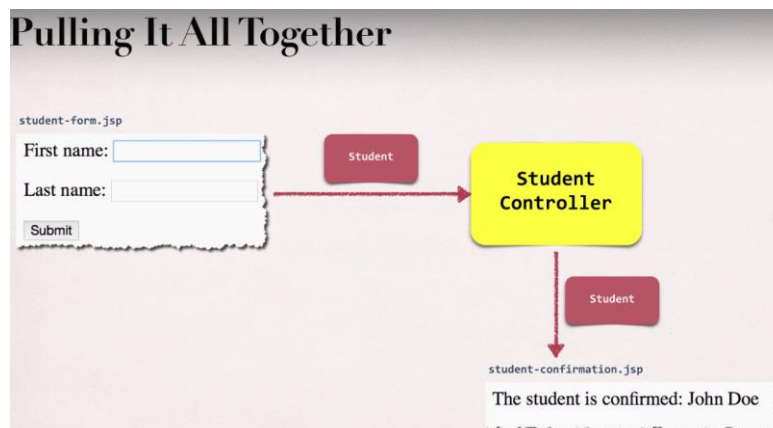 Pulling It All Together
student-form.jsp
First name:
Last name:
Submit
Student
Student
Controller
Student
student-confirmation.jsp
The student is confirmed: John Doe